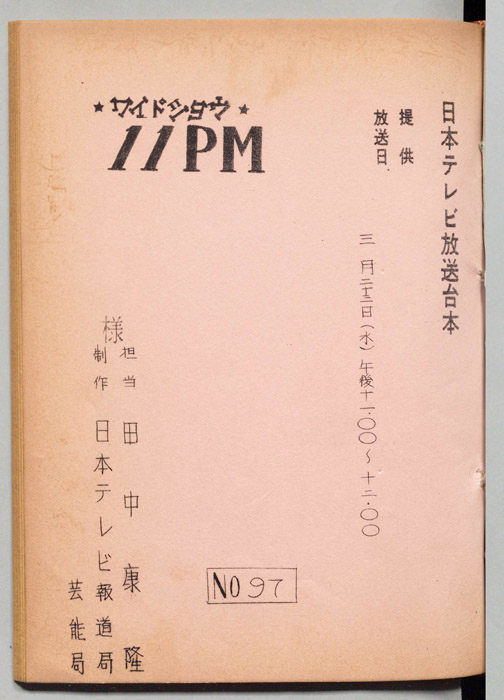 日本テレビ放送台本
提供
放送日
三月二十三日（水）午後十一・〇〇〜十二・〇〇
★ワイドショウ★
11PM
NO97
担当 田中康隆
様
制作 日本テレビ報道局
芸能局